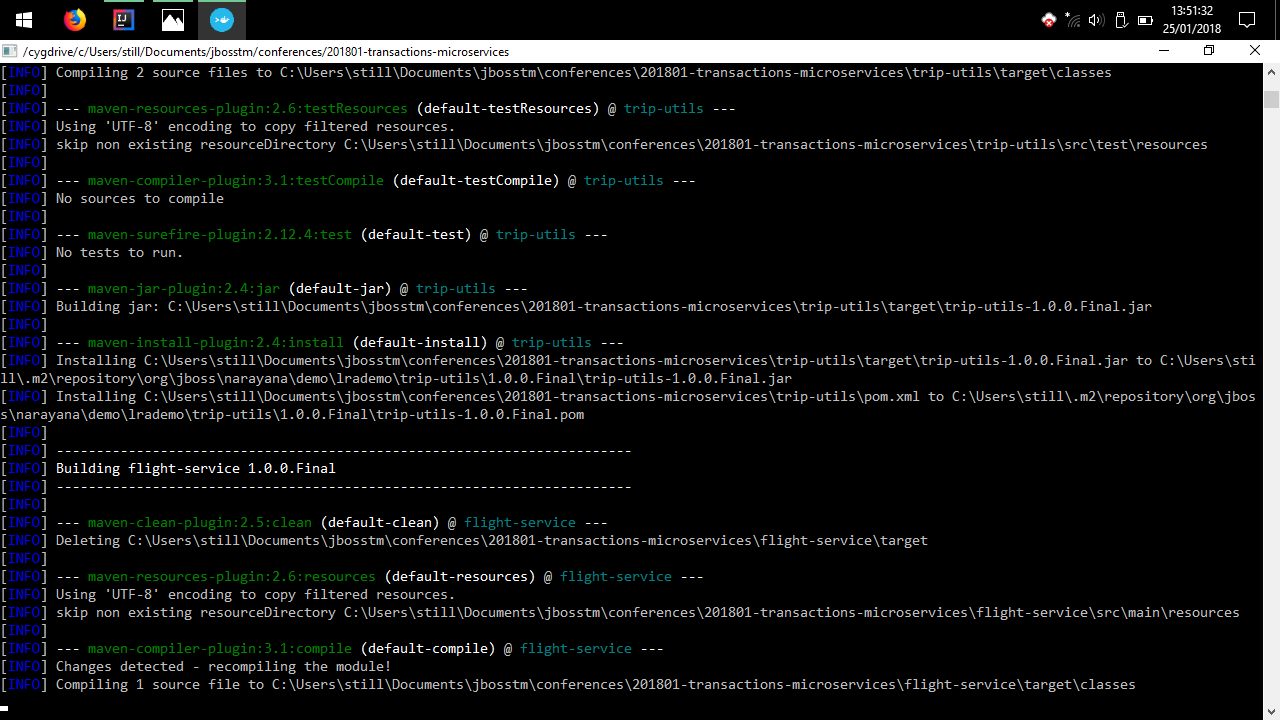 13:51:32
25/01/2018
/cygdrive/c/Users/still/Documents/jbosstm/conferences/201801-transactions-microservices
[INFO] Compiling 2 source files to C:\Users\still\Documents\jbosstm\conferences\201801-transactions-microservices\trip-utils\target\classes
[INFO]
[INFO] --- maven-resources-plugin:2.6:testResources (default-testResources) @ trip-utils ---
[INFO] Using 'UTF-8' encoding to copy filtered resources.
[INFO] skip non existing resourceDirectory C:\Users\still\Documents\jbosstm\conferences\201801-transactions-microservices\trip-utils\src\test\resources
[INFO]
[INFO] --- maven-compiler-plugin:3.1:testCompile (default-testCompile) @ trip-utils ---
[INFO] No sources to compile
[INFO]
[INFO] --- maven-surefire-plugin:2.12.4:test (default-test) @ trip-utils ---
[INFO] No tests to run.
[INFO]
[INFO] --- maven-jar-plugin:2.4:jar (default-jar) @ trip-utils ---
[INFO] Building jar: C:\Users\still\Documents\jbosstm\conferences\201801-transactions-microservices\trip-utils\target\trip-utils-1.0.0.Final.jar
[INFO]
[INFO] --- maven-install-plugin:2.4:install (default-install) @ trip-utils ---
[INFO] Installing C:\Users\still\Documents\jbosstm\conferences\201801-transactions-microservices\trip-utils\target\trip-utils-1.0.0.Final.jar to C:\Users\sti
ll\.m2\repository\org\jboss\narayana\demo\lrademo\trip-utils\1.0.0.Final\trip-utils-1.0.0.Final.jar
[INFO] Installing C:\Users\still\Documents\jbosstm\conferences\201801-transactions-microservices\trip-utils\pom.xml to C:\Users\still\.m2\repository\org\jbos
s\narayana\demo\lrademo\trip-utils\1.0.0.Final\trip-utils-1.0.0.Final.pom
[INFO]
[INFO] ------------------------------------------------------------------------
[INFO] Building flight-service 1.0.0.Final
[INFO] ------------------------------------------------------------------------
[INFO]
[INFO] --- maven-clean-plugin:2.5:clean (default-clean) @ flight-service ---
[INFO] Deleting C:\Users\still\Documents\jbosstm\conferences\201801-transactions-microservices\flight-service\target
[INFO]
[INFO] --- maven-resources-plugin:2.6:resources (default-resources) @ flight-service ---
[INFO] Using 'UTF-8' encoding to copy filtered resources.
[INFO] skip non existing resourceDirectory C:\Users\still\Documents\jbosstm\conferences\201801-transactions-microservices\flight-service\src\main\resources
[INFO]
[INFO] --- maven-compiler-plugin:3.1:compile (default-compile) @ flight-service ---
[INFO] Changes detected - recompiling the module!
[INFO] Compiling 1 source file to C:\Users\still\Documents\jbosstm\conferences\201801-transactions-microservices\flight-service\target\classes